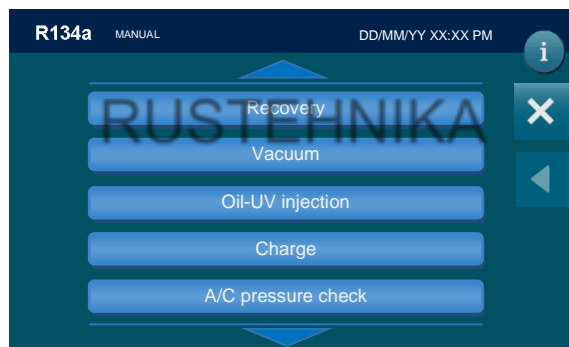 R134a MANUAL DD/MM/YY XX:XX PM
i
Recovery
RUSTEHNIKA
Vacuum
Oil-UV injection
Charge
A/C pressure check